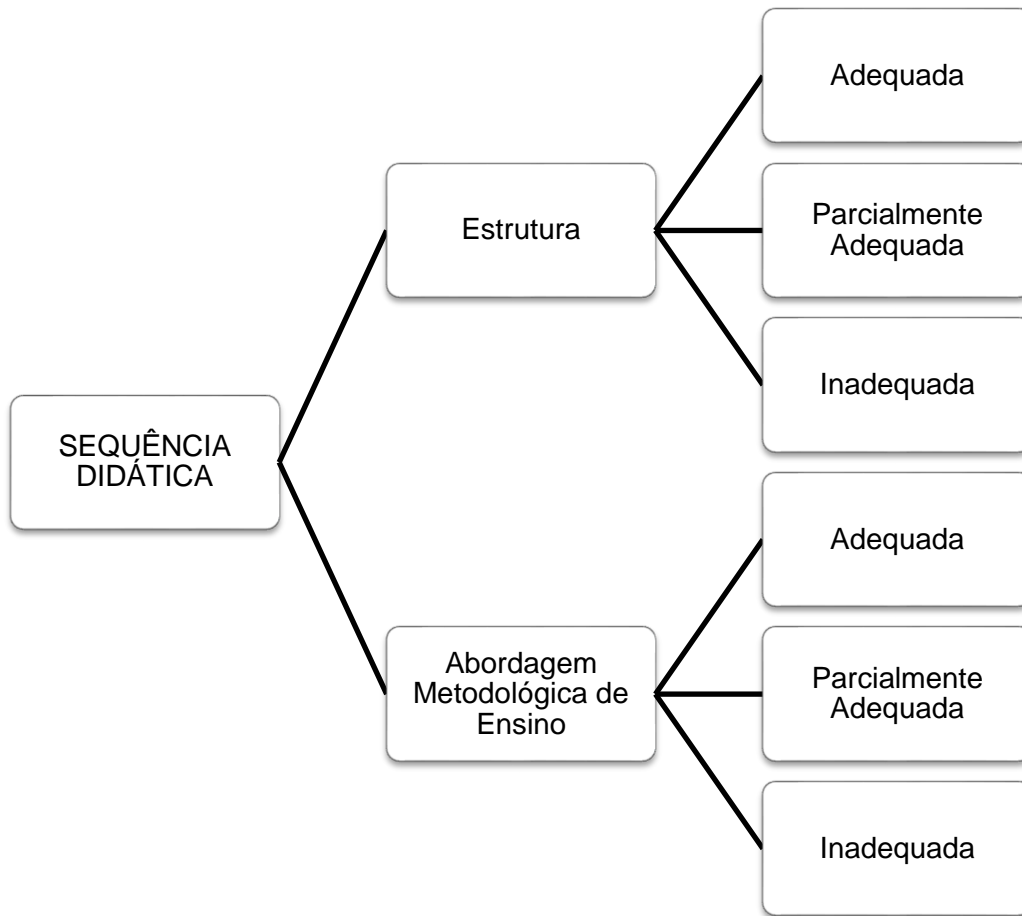 SEQUÊNCIA
DIDÁTICA
Estrutura
Adequada
Parcialmente
Adequada
Inadequada
Abordagem
Metodológica de
Ensino
Adequada
Parcialmente
Adequada
Inadequada